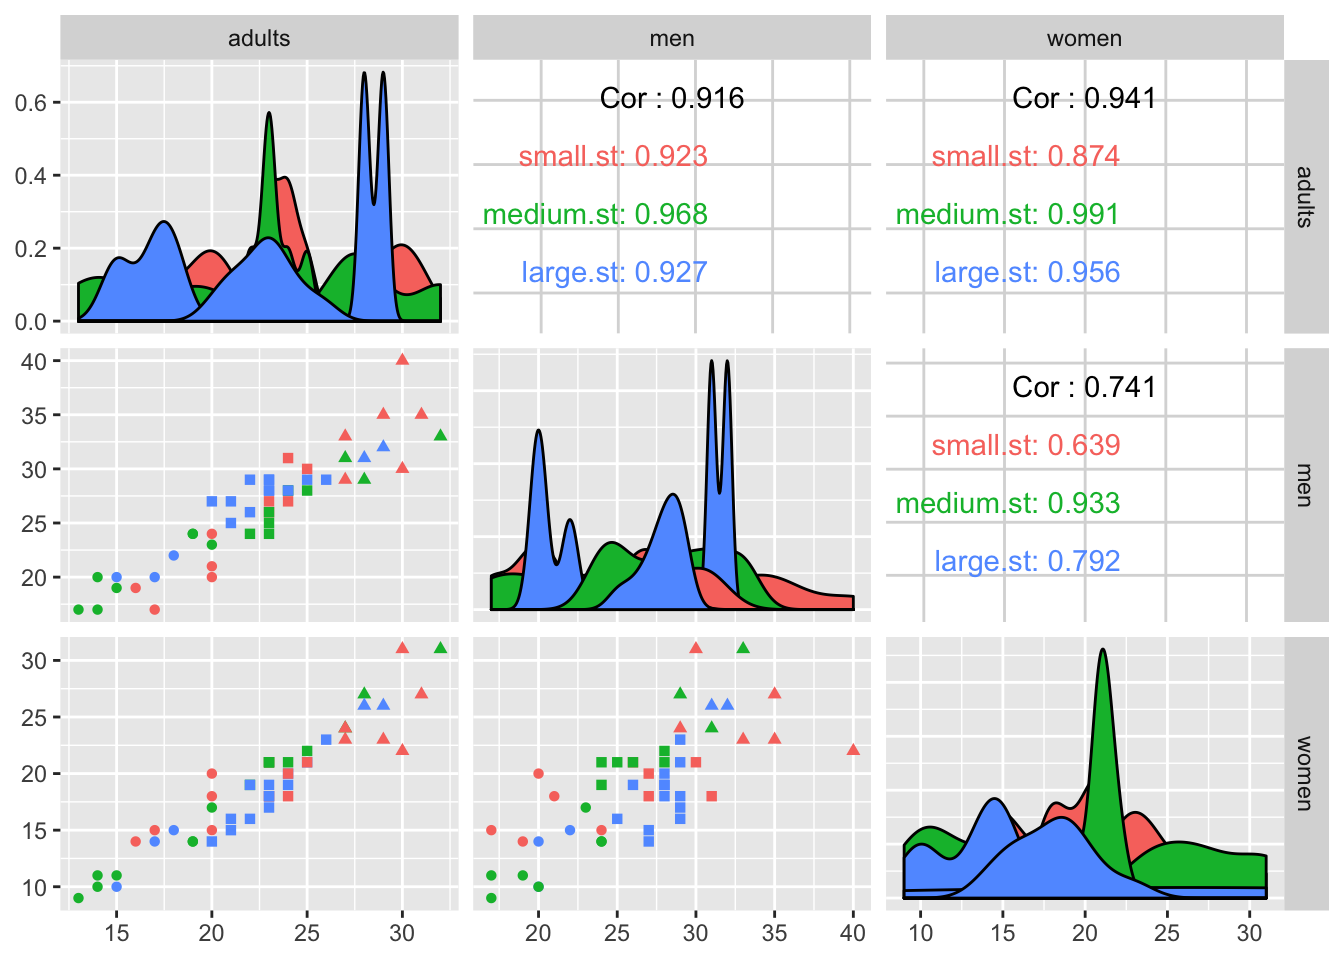 adults men women
0.6
0.4
0.2
0.0
Cor : 0.916
small.st: 0.923
medium.st: 0.968
large.st: 0.927
Cor : 0.941
small.st: 0.874
medium.st: 0.991
large.st: 0.956
adults
40
35
30
25
20
Cor : 0.741
small.st: 0.639
medium.st: 0.933
large.st: 0.792
men
30
25
20
15
10
women
15 20 25 30
20 25 30 35 40
10 15 20 25 30